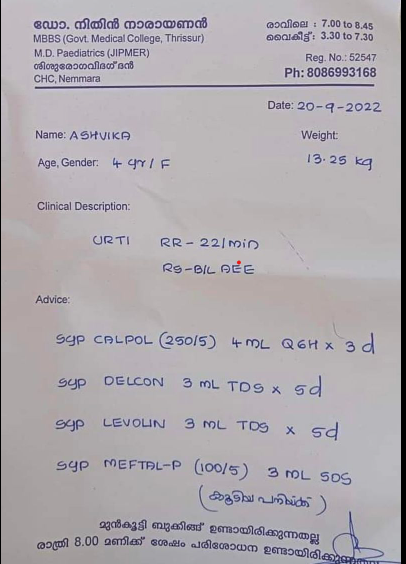 ഡോ. നിതിൻ നാരായണൻ
MBBS (Govt. Medical College, Thrissur)
M.D. Paediatrics (JIPMER)
ശിശുരോഗവിദഗ്ദൻ
CHC, Nemmara
രാവിലെ : 7.00 to 8.45
വൈകീട്ട്: 3.30 to 7.30
Reg. No.: 52547
Ph: 8086993168
Date: 20-9-2022
Name: ASHVIKA
Weight:
Age, Gender: 4 yr / F
13.25 kg
Clinical Description:
URTI RR - 22/min
RS-B/L AEE
Advice:
syp CALPOL (250/5) 4 ML Q6H x 3d
syp DELCON 3 ML TDS x 5d
syp LEVOLIN 3 ML TDS x 5d
syp MEFTAL-P (100/5) 3 ML SOS
(കൂടിയ പനിയ്ക്ക്)
മുൻകൂട്ടി ബുക്കിങ്ങ് ഉണ്ടായിരിക്കുന്നതല്ല
രാത്രി 8.00 മണിക്ക് ശേഷം പരിശോധന ഉണ്ടായിരിക്കുന്നതല്ല